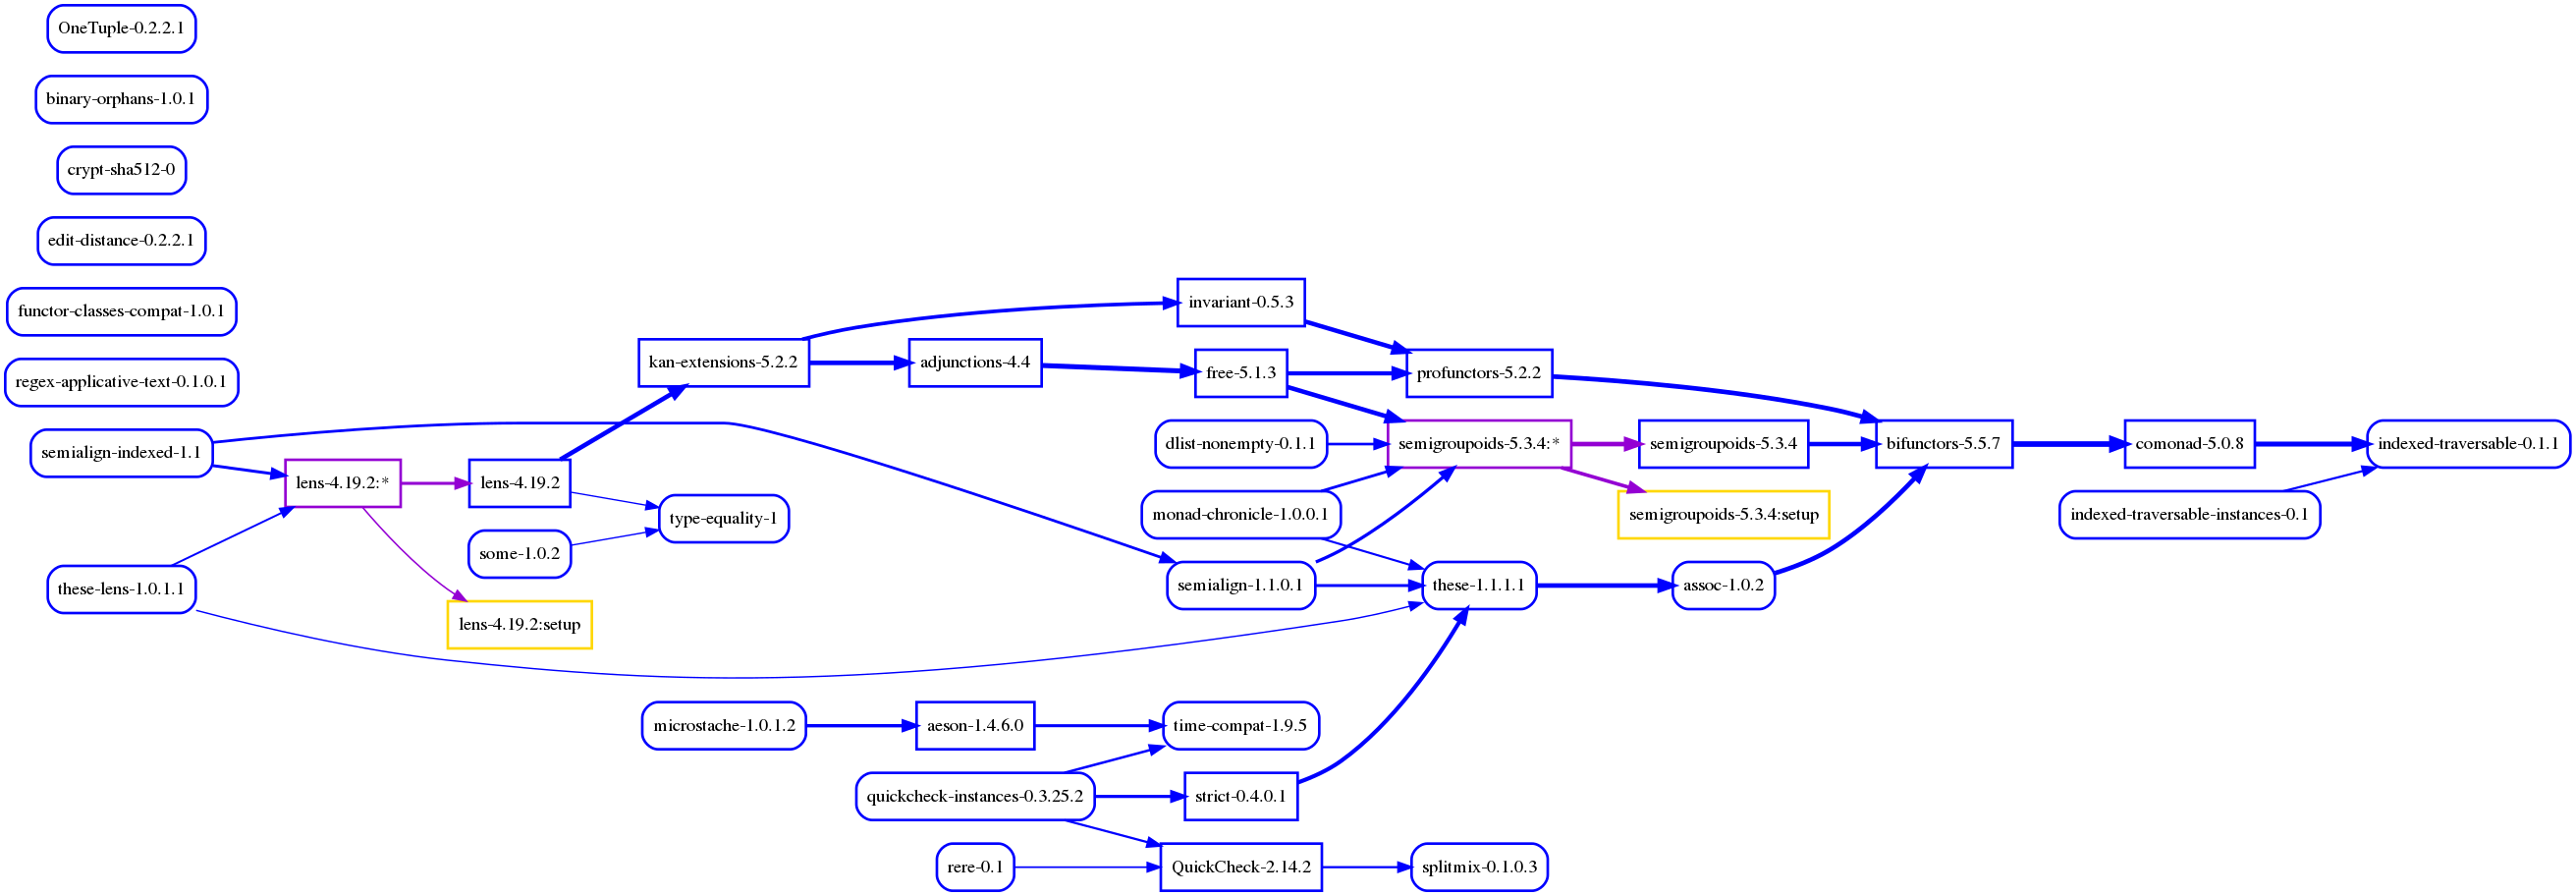 OneTuple-0.2.2.1
binary-orphans-1.0.1
crypt-sha512-0
edit-distance-0.2.2.1
functor-classes-compat-1.0.1
regex-applicative-text-0.1.0.1
semialign-indexed-1.1
these-lens-1.0.1.1
lens-4.19.2:*
lens-4.19.2
some-1.0.2
lens-4.19.2:setup
kan-extensions-5.2.2
type-equality-1
microstache-1.0.1.2
adjunctions-4.4
aeson-1.4.6.0
quickcheck-instances-0.3.25.2
rere-0.1
invariant-0.5.3
free-5.1.3
dlist-nonempty-0.1.1
monad-chronicle-1.0.0.1
semialign-1.1.0.1
time-compat-1.9.5
strict-0.4.0.1
QuickCheck-2.14.2
profunctors-5.2.2
semigroupoids-5.3.4:*
these-1.1.1.1
splitmix-0.1.0.3
semigroupoids-5.3.4
semigroupoids-5.3.4:setup
assoc-1.0.2
bifunctors-5.5.7
comonad-5.0.8
indexed-traversable-instances-0.1
indexed-traversable-0.1.1